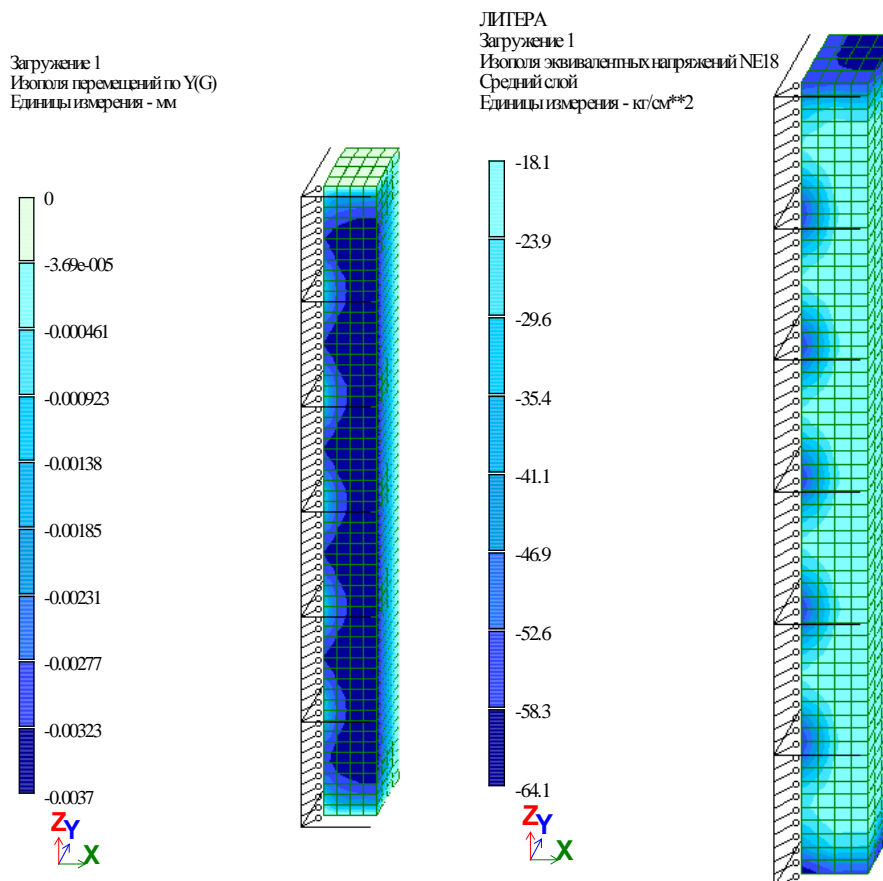 Загружение 1
Изополя перемещений по Y(G)
Единицы измерения - мм
0
-3.69e-005
-0.000461
-0.000923
-0.00138
-0.00185
-0.00231
-0.00277
-0.00323
-0.0037
Z
Y
X
ЛИТЕРА
Загружение 1
Изополя эквивалентных напряжений NE18
Средний слой
Единицы измерения - кг/см**2
-18.1
-23.9
-29.6
-35.4
-41.1
-46.9
-52.6
-58.3
-64.1
Z
Y
X